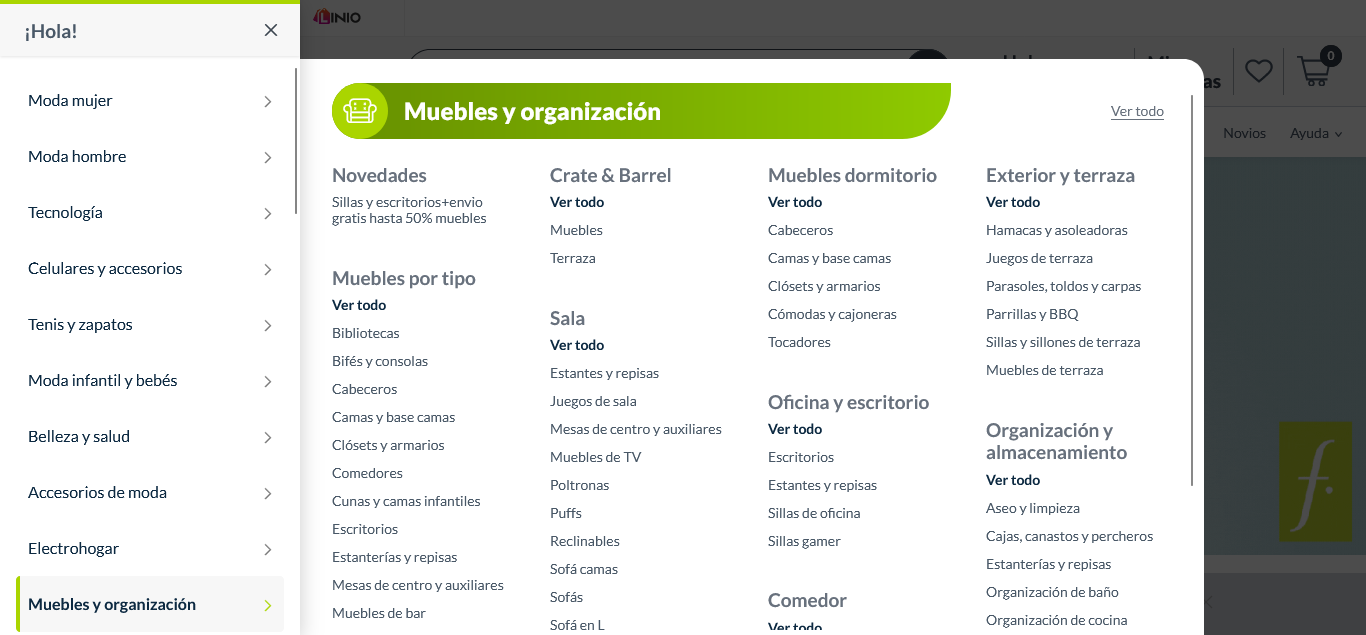 ¡Hola!
Moda mujer
Moda hombre
Tecnología
Celulares y accesorios
Tenis y zapatos
Moda infantil y bebés
Belleza y salud
Accesorios de moda
Electrohogar
Muebles y organización
LINIO
0
as
Novios
Ayuda
f.
Muebles y organización
Ver todo
Novedades
Sillas y escritorios+envio
gratis hasta 50% muebles
Muebles por tipo
Ver todo
Bibliotecas
Bifés y consolas
Cabeceros
Camas y base camas
Clósets y armarios
Comedores
Cunas y camas infantiles
Escritorios
Estanterías y repisas
Mesas de centro y auxiliares
Muebles de bar
Crate & Barrel
Ver todo
Muebles
Terraza
Sala
Ver todo
Estantes y repisas
Juegos de sala
Mesas de centro y auxiliares
Muebles de TV
Poltronas
Puffs
Reclinables
Sofá camas
Sofás
Sofá en L
Muebles dormitorio
Ver todo
Cabeceros
Camas y base camas
Clósets y armarios
Cómodas y cajoneras
Tocadores
Oficina y escritorio
Ver todo
Escritorios
Estantes y repisas
Sillas de oficina
Sillas gamer
Comedor
Ver todo
Exterior y terraza
Ver todo
Hamacas y asoleadoras
Juegos de terraza
Parasoles, toldos y carpas
Parrillas y BBQ
Sillas y sillones de terraza
Muebles de terraza
Organización y
almacenamiento
Ver todo
Aseo y limpieza
Cajas, canastos y percheros
Estanterías y repisas
Organización de baño
Organización de cocina